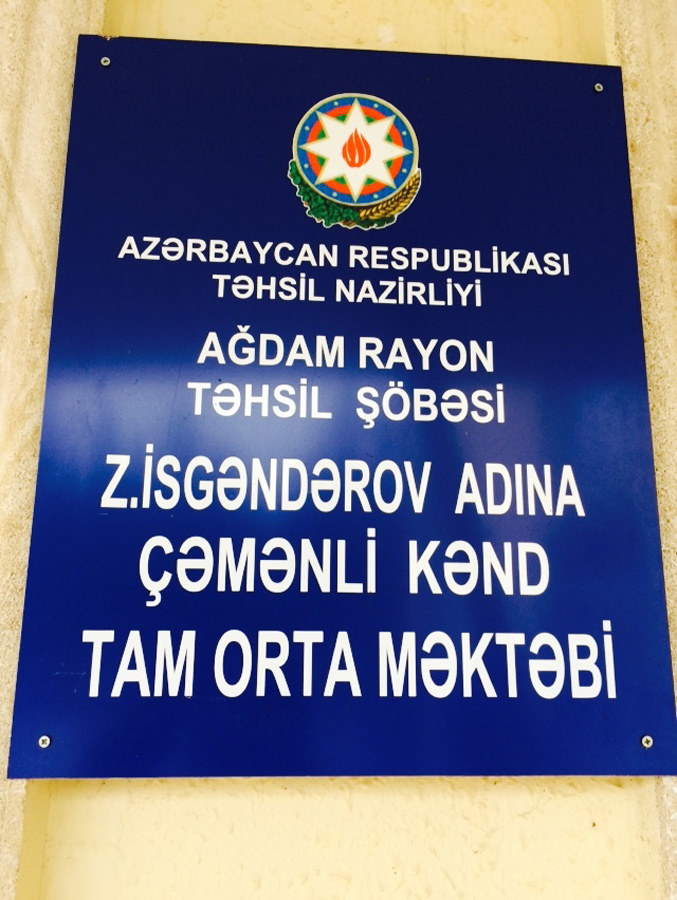 AZƏRBAYCAN RESPUBLİKASI
TƏHSİL NAZİRLİYİ
AĞDAM RAYON
TƏHSİL ŞÖBƏSİ
Z.İSGƏNDƏROV ADINA
ÇƏMƏNLİ KƏND
TAM ORTA MƏKTƏBİ